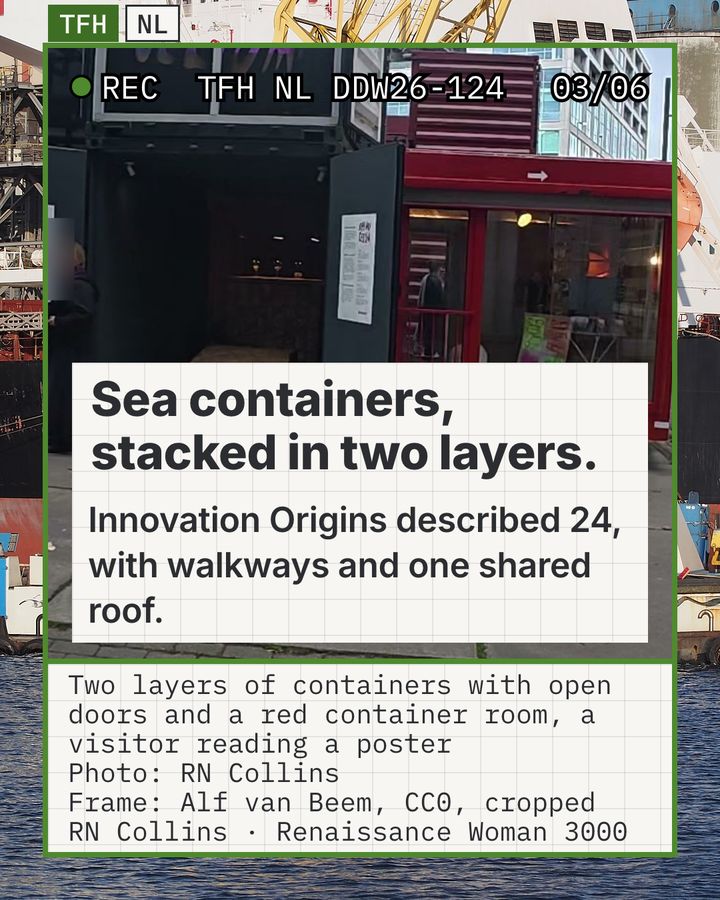 TFH NL
REC TFH NL DDW26-124 03/06
Sea containers,
stacked in two layers.
Innovation Origins described 24,
with walkways and one shared
roof.
Two layers of containers with open
doors and a red container room, a
visitor reading a poster
Photo: RN Collins
Frame: Alf van Beem, CC0, cropped
RN Collins · Renaissance Woman 3000